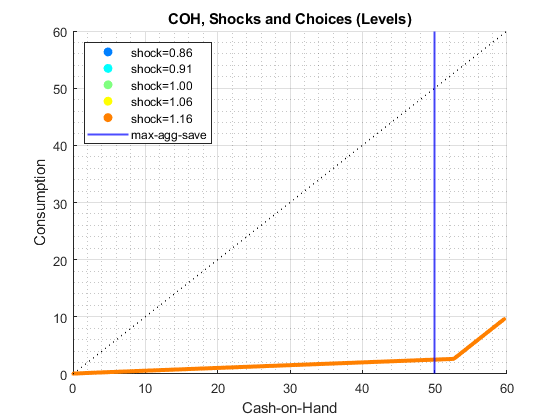 COH, Shocks and Choices (Levels)
60
50
40
30
20
10
0
Consumption
shock=0.86
shock=0.91
shock=1.00
shock=1.06
shock=1.16
max-agg-save
0 10 20 30 40 50 60
Cash-on-Hand